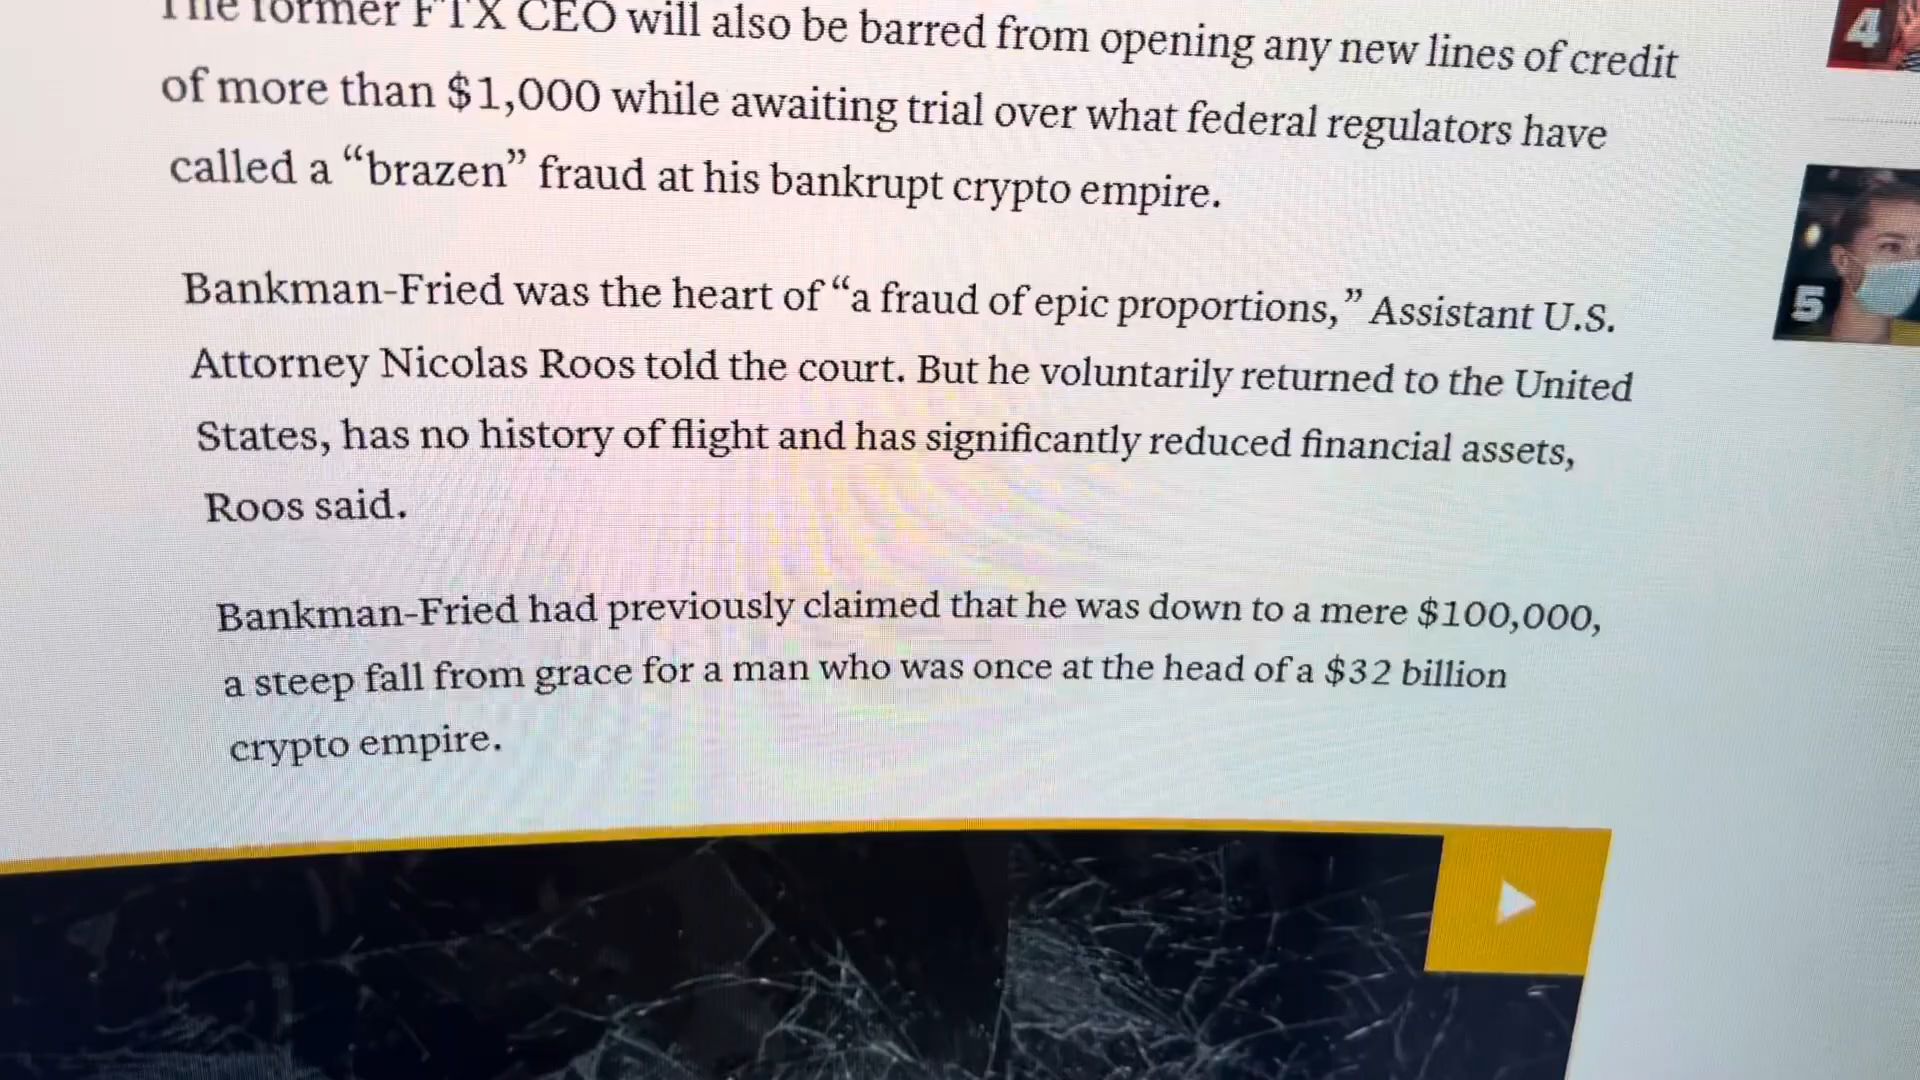 The former FTX CEO will also be barred from opening any new lines of credit
of more than $1,000 while awaiting trial over what federal regulators have
called a “brazen” fraud at his bankrupt crypto empire.
Bankman-Fried was the heart of “a fraud of epic proportions,” Assistant U.S.
Attorney Nicolas Roos told the court. But he voluntarily returned to the United
States, has no history of flight and has significantly reduced financial assets,
Roos said.
Bankman-Fried had previously claimed that he was down to a mere $100,000,
a steep fall from grace for a man who was once at the head of a $32 billion
crypto empire.
4
5